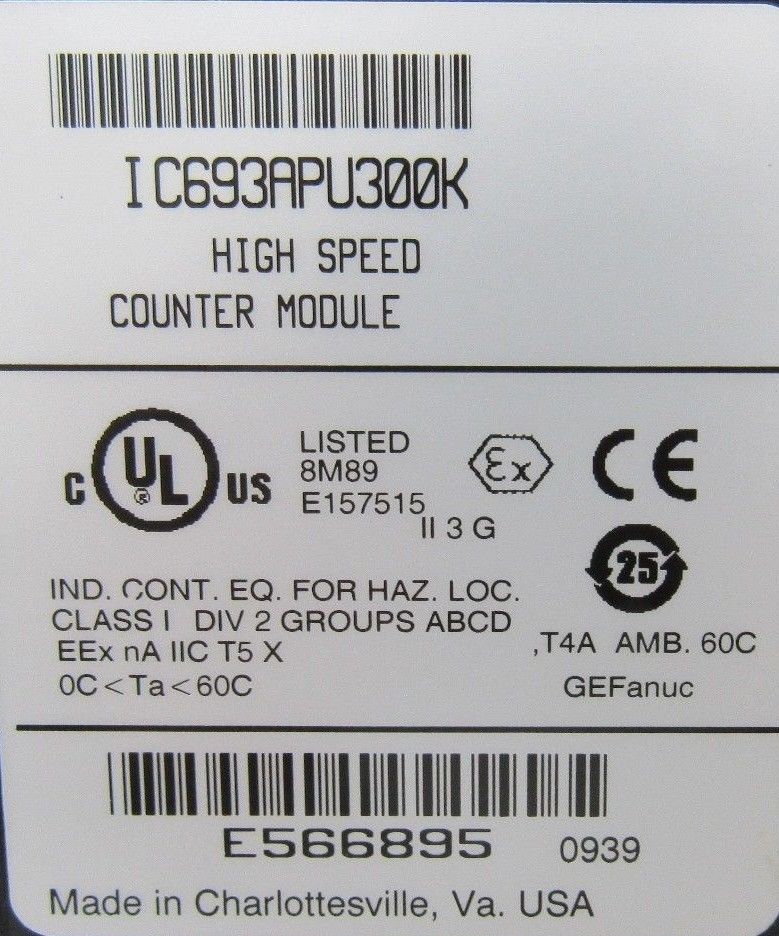 IC693APU300K
HIGH SPEED
COUNTER MODULE
C UL ® US
LISTED
8M89
E157515
II 3 G
Ex
CE
25
IND. CONT. EQ. FOR HAZ. LOC.
CLASS I DIV 2 GROUPS ABCD
EEx nA IIC T5 X
,T4A AMB. 60C
0C<Ta<60C
GEFanuc
E566895 0939
Made in Charlottesville, Va. USA